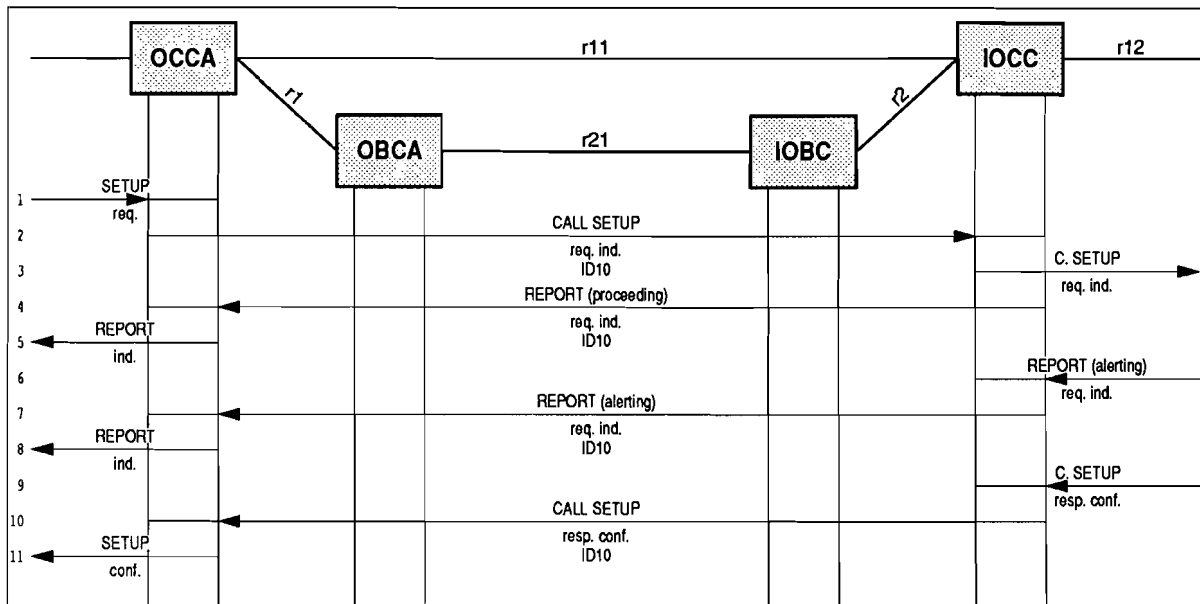 OCCA
r11
IOCC
r12
r1
r2
OBCA
r21
IOBC
SETUP
1
req.
CALL SETUP
2
req. ind.
ID10
C. SETUP
3
req. ind.
REPORT (proceeding)
4
req. ind.
ID10
REPORT
5
ind.
REPORT (alerting)
6
req. ind.
REPORT (alerting)
7
req. ind.
ID10
REPORT
8
ind.
C. SETUP
9
resp. conf.
CALL SETUP
10
resp. conf.
ID10
SETUP
11
conf.